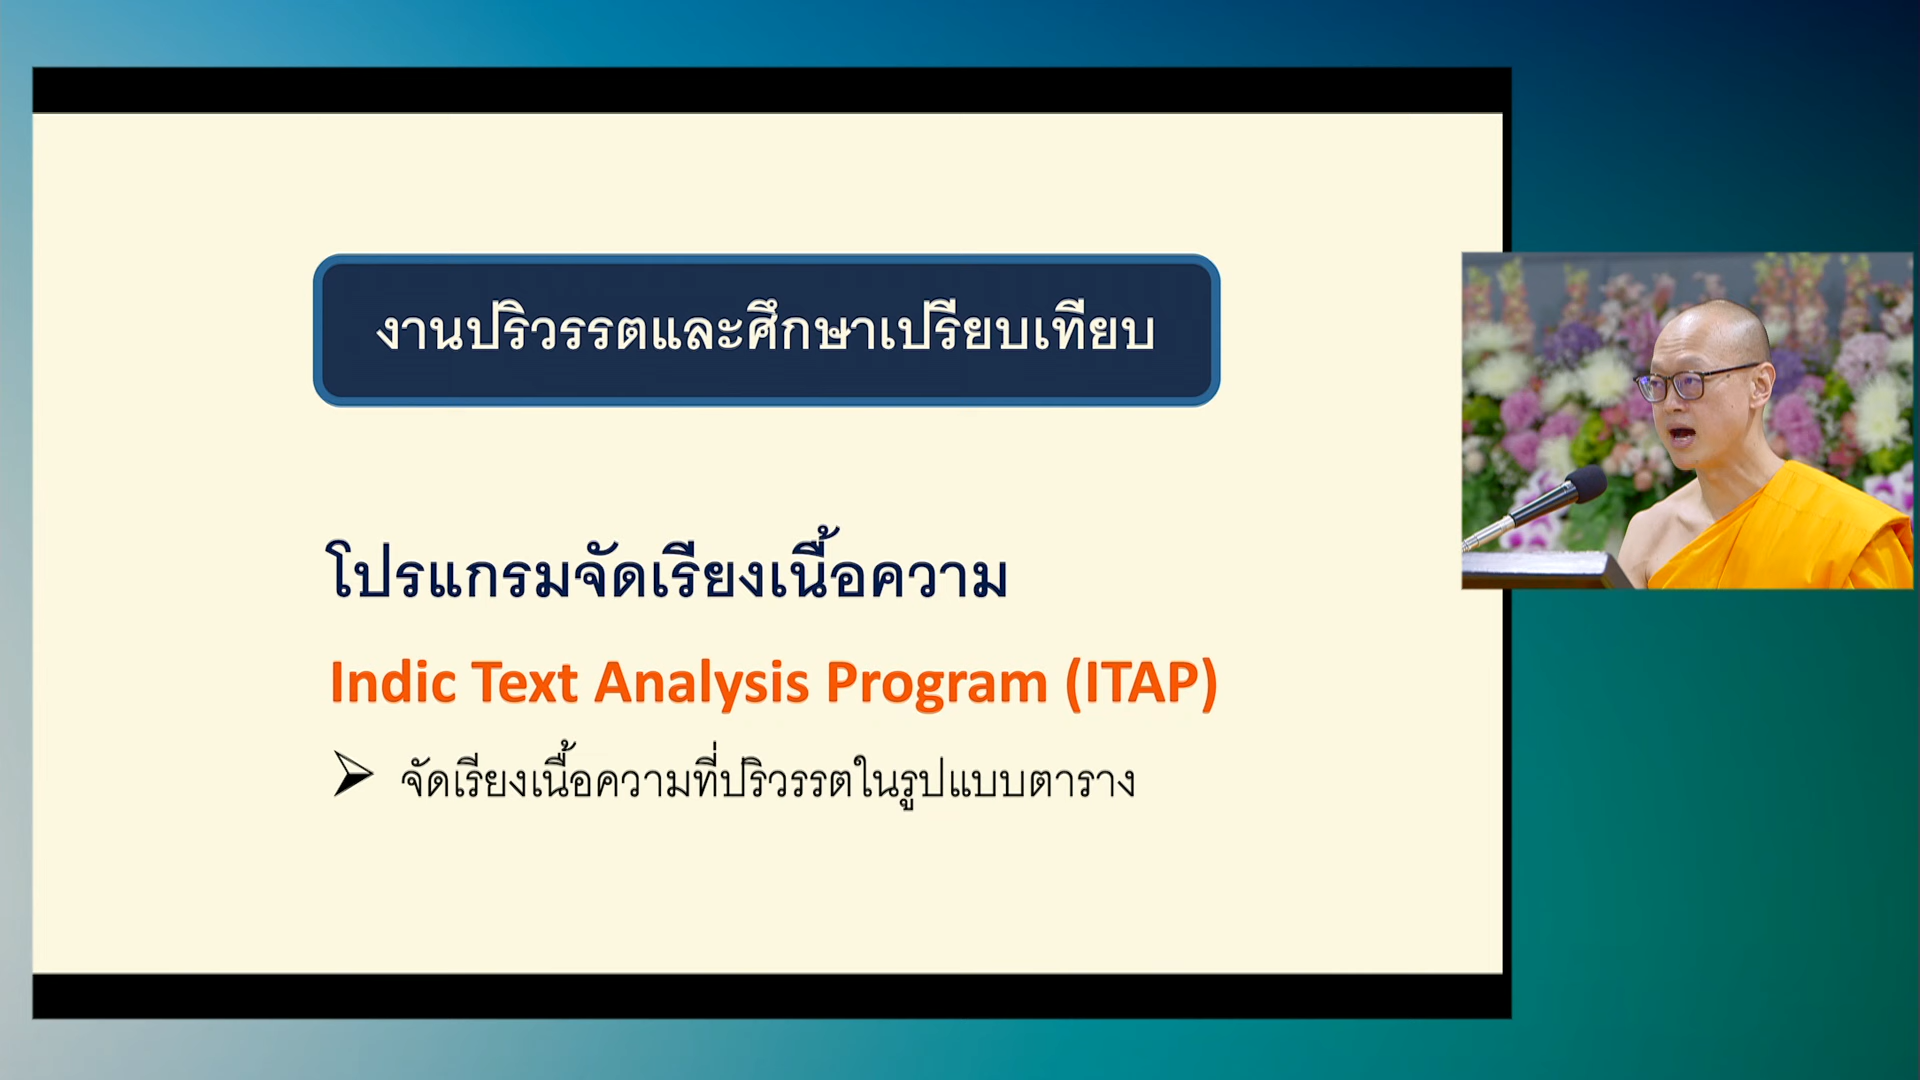 งานปริวรรตและศึกษาเปรียบเทียบ
โปรแกรมจัดเรียงเนื้อความ
Indic Text Analysis Program (ITAP)
➢ จัดเรียงเนื้อความที่ปริวรรตในรูปแบบตาราง